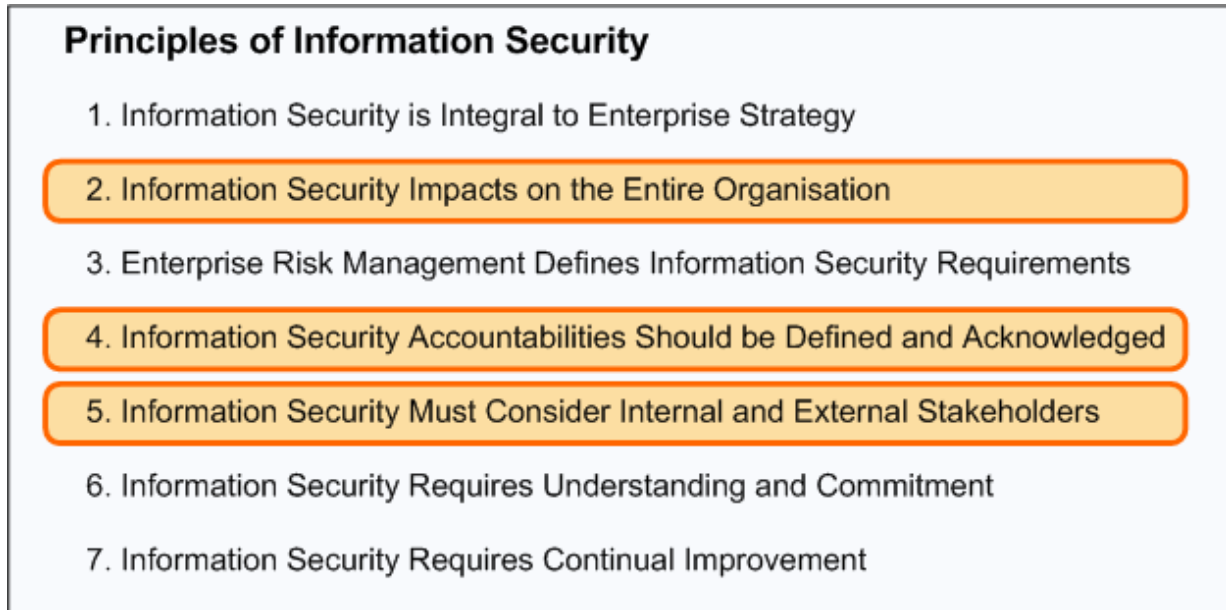 Principles of Information Security
1. Information Security is Integral to Enterprise Strategy
2. Information Security Impacts on the Entire Organisation
3. Enterprise Risk Management Defines Information Security Requirements
4. Information Security Accountabilities Should be Defined and Acknowledged
5. Information Security Must Consider Internal and External Stakeholders
6. Information Security Requires Understanding and Commitment
7. Information Security Requires Continual Improvement